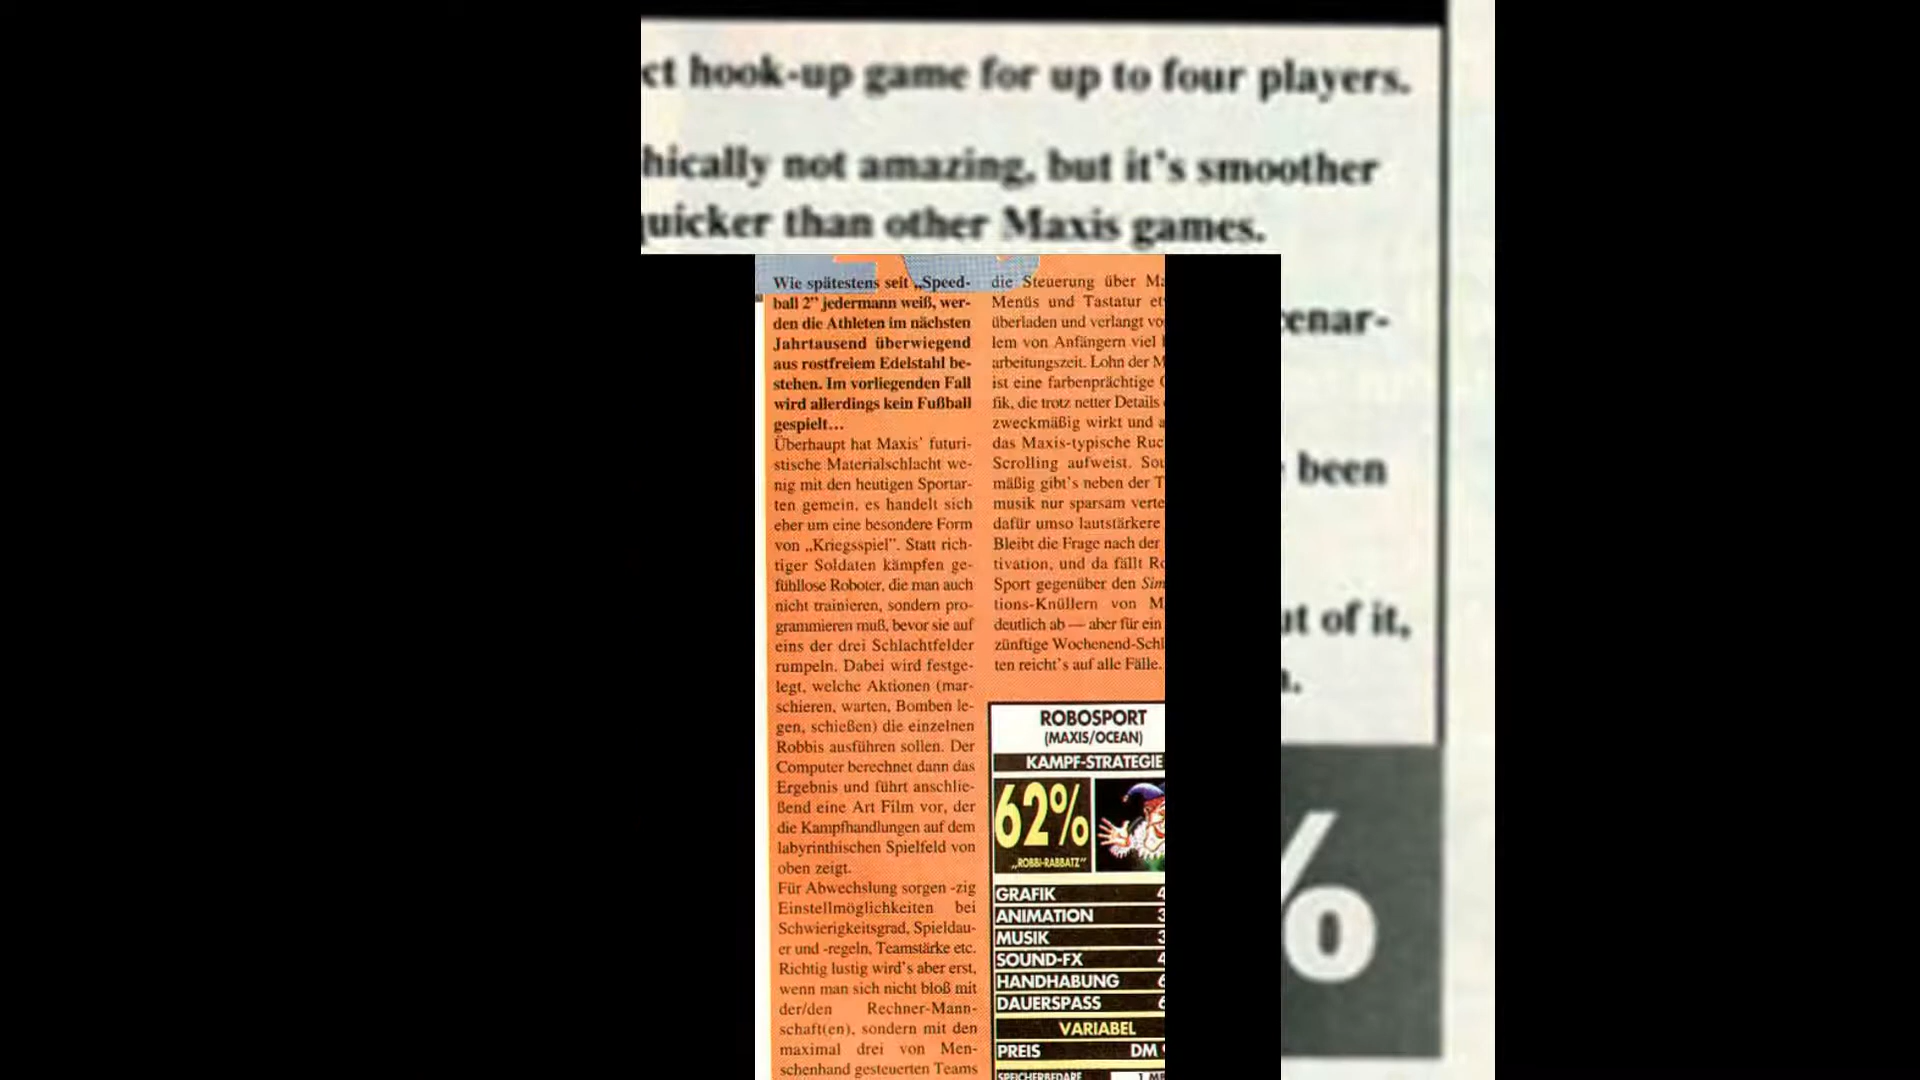 hook-up game for up to four players.
not amazing, but it's smoother
than other Maxis games.
been
of it,
%
Wie spätestens seit „Speed-
ball 2” jedermann weiß, wer-
den die Athleten im nächsten
Jahrtausend überwiegend
aus rostfreiem Edelstahl be-
stehen. Im vorliegenden Fall
wird allerdings kein Fußball
gespielt...
Überhaupt hat Maxis' futuri-
stische Materialschlacht we-
nig mit den heutigen Sportar-
ten gemein, es handelt sich
eher um eine besondere Form
von „Kriegsspiel”. Statt rich-
tiger Soldaten kämpfen ge-
fühllose Roboter, die man auch
nicht trainieren, sondern pro-
grammieren muß, bevor sie auf
eins der drei Schlachtfelder
rumpeln. Dabei wird festge-
legt, welche Aktionen (mar-
schieren, warten, Bomben le-
gen, schießen) die einzelnen
Robbis ausführen sollen. Der
Computer berechnet dann das
Ergebnis und führt anschlie-
ßend eine Art Film vor, der
die Kampfhandlungen auf dem
labyrinthischen Spielfeld von
oben zeigt.
Für Abwechslung sorgen -zig
Einstellmöglichkeiten bei
Schwierigkeitsgrad, Spieldau-
er und -regeln, Teamstärke etc.
Richtig lustig wird's aber erst,
wenn man sich nicht bloß mit
der/den Rechner-Mann-
schaft(en), sondern mit den
maximal drei von Men-
schenhand gesteuerten Teams
die Steuerung über
Menüs und Tastatur
überladen und verlangt
lem von Anfängern viel
arbeitungszeit. Lohn der
ist eine farbenprächtige
fik, die trotz netter Details
zweckmäßig wirkt und
das Maxis-typische
Scrolling aufweist.
mäßig gibt's neben der
musik nur sparsam
dafür umso lautstärkere
Bleibt die Frage nach der
tivation, und da fällt
Sport gegenüber den
tions-Knüllern von
deutlich ab — aber für ein
zünftige
ten reicht's auf alle Fälle.
ROBOSPORT
(MAXIS/OCEAN)
KAMPF-STRATEGIE
62%
„ROBBI-RABBATZ”
GRAFIK
ANIMATION
MUSIK
SOUND-FX
HANDHABUNG
DAUERSPASS
VARIABEL
PREIS DM
SPEICHERBEDARF